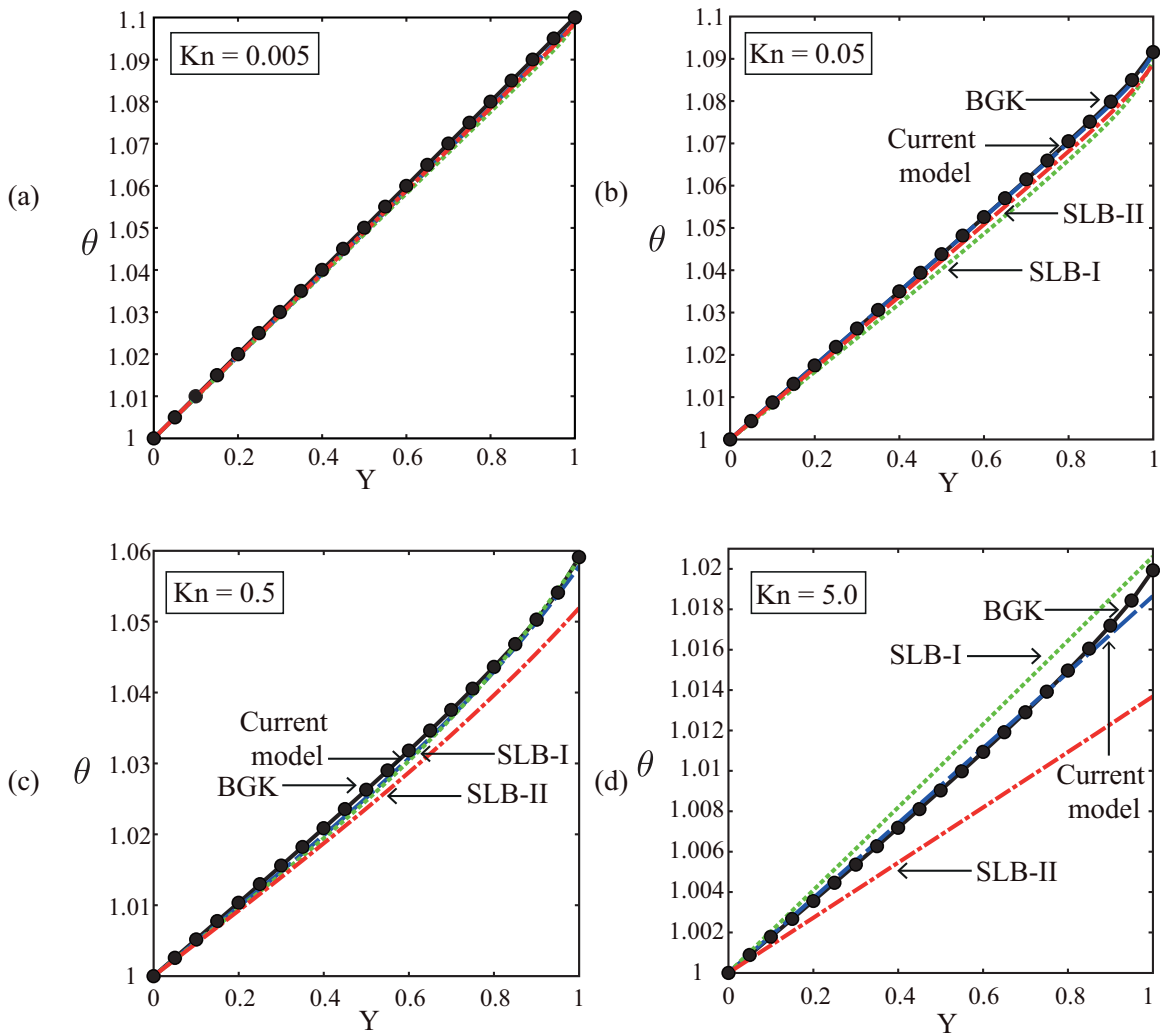 (a)
Kn = 0.005
1.1
1.09
1.08
1.07
1.06
1.05
1.04
1.03
1.02
1.01
1
θ
0 0.2 0.4 0.6 0.8 1
Y
(b)
Kn = 0.05
1.1
1.09
1.08
1.07
1.06
1.05
1.04
1.03
1.02
1.01
1
θ
BGK
Current
model
SLB-II
SLB-I
0 0.2 0.4 0.6 0.8 1
Y
(c)
Kn = 0.5
1.06
1.05
1.04
1.03
1.02
1.01
1
θ
Current
model
BGK
SLB-I
SLB-II
0 0.2 0.4 0.6 0.8 1
Y
(d)
Kn = 5.0
1.02
1.018
1.016
1.014
1.012
1.01
1.008
1.006
1.004
1.002
1
θ
BGK
SLB-I
Current
model
SLB-II
0 0.2 0.4 0.6 0.8 1
Y